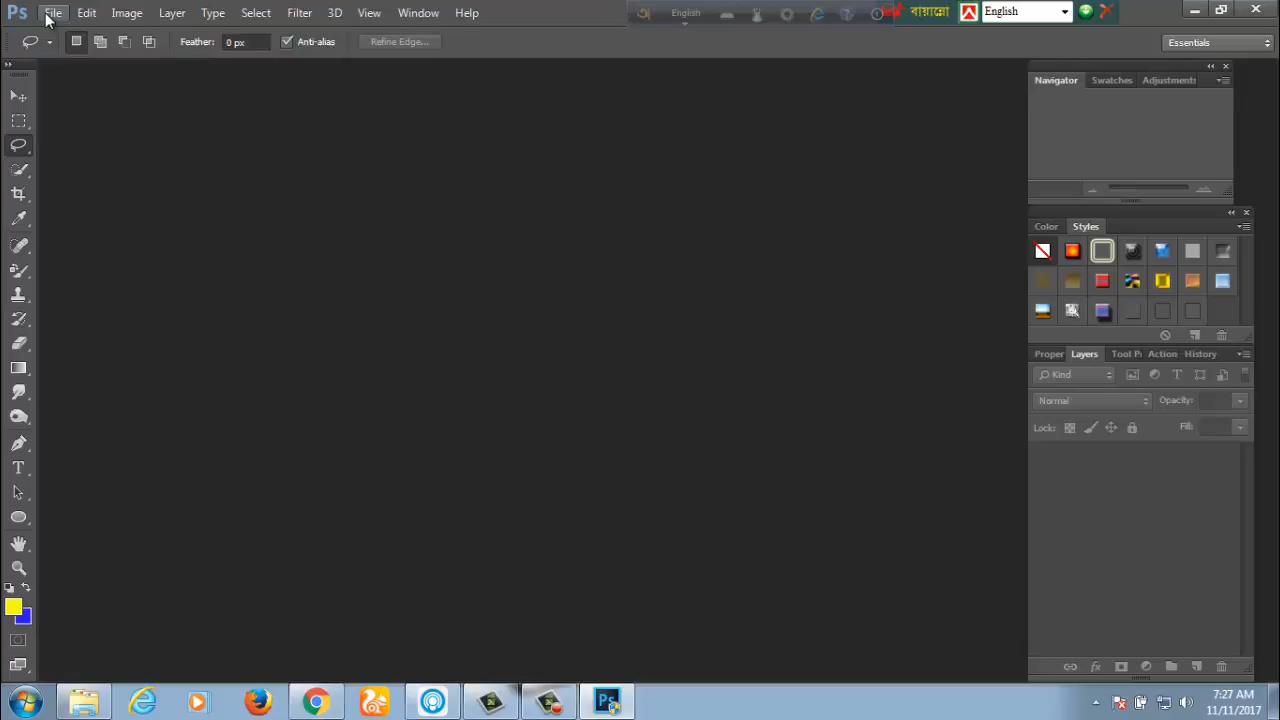 Ps File Edit Image Layer Type Select Filter 3D View Window Help
English
বায়ান্নো
English
Feather: 0 px Anti-alias Refine Edge... Essentials
Navigator Swatches Adjustments
Color Styles
Proper Layers Tool P Action History
Kind
Normal Opacity:
Lock: Fill:
7:27 AM
11/11/2017
Ps